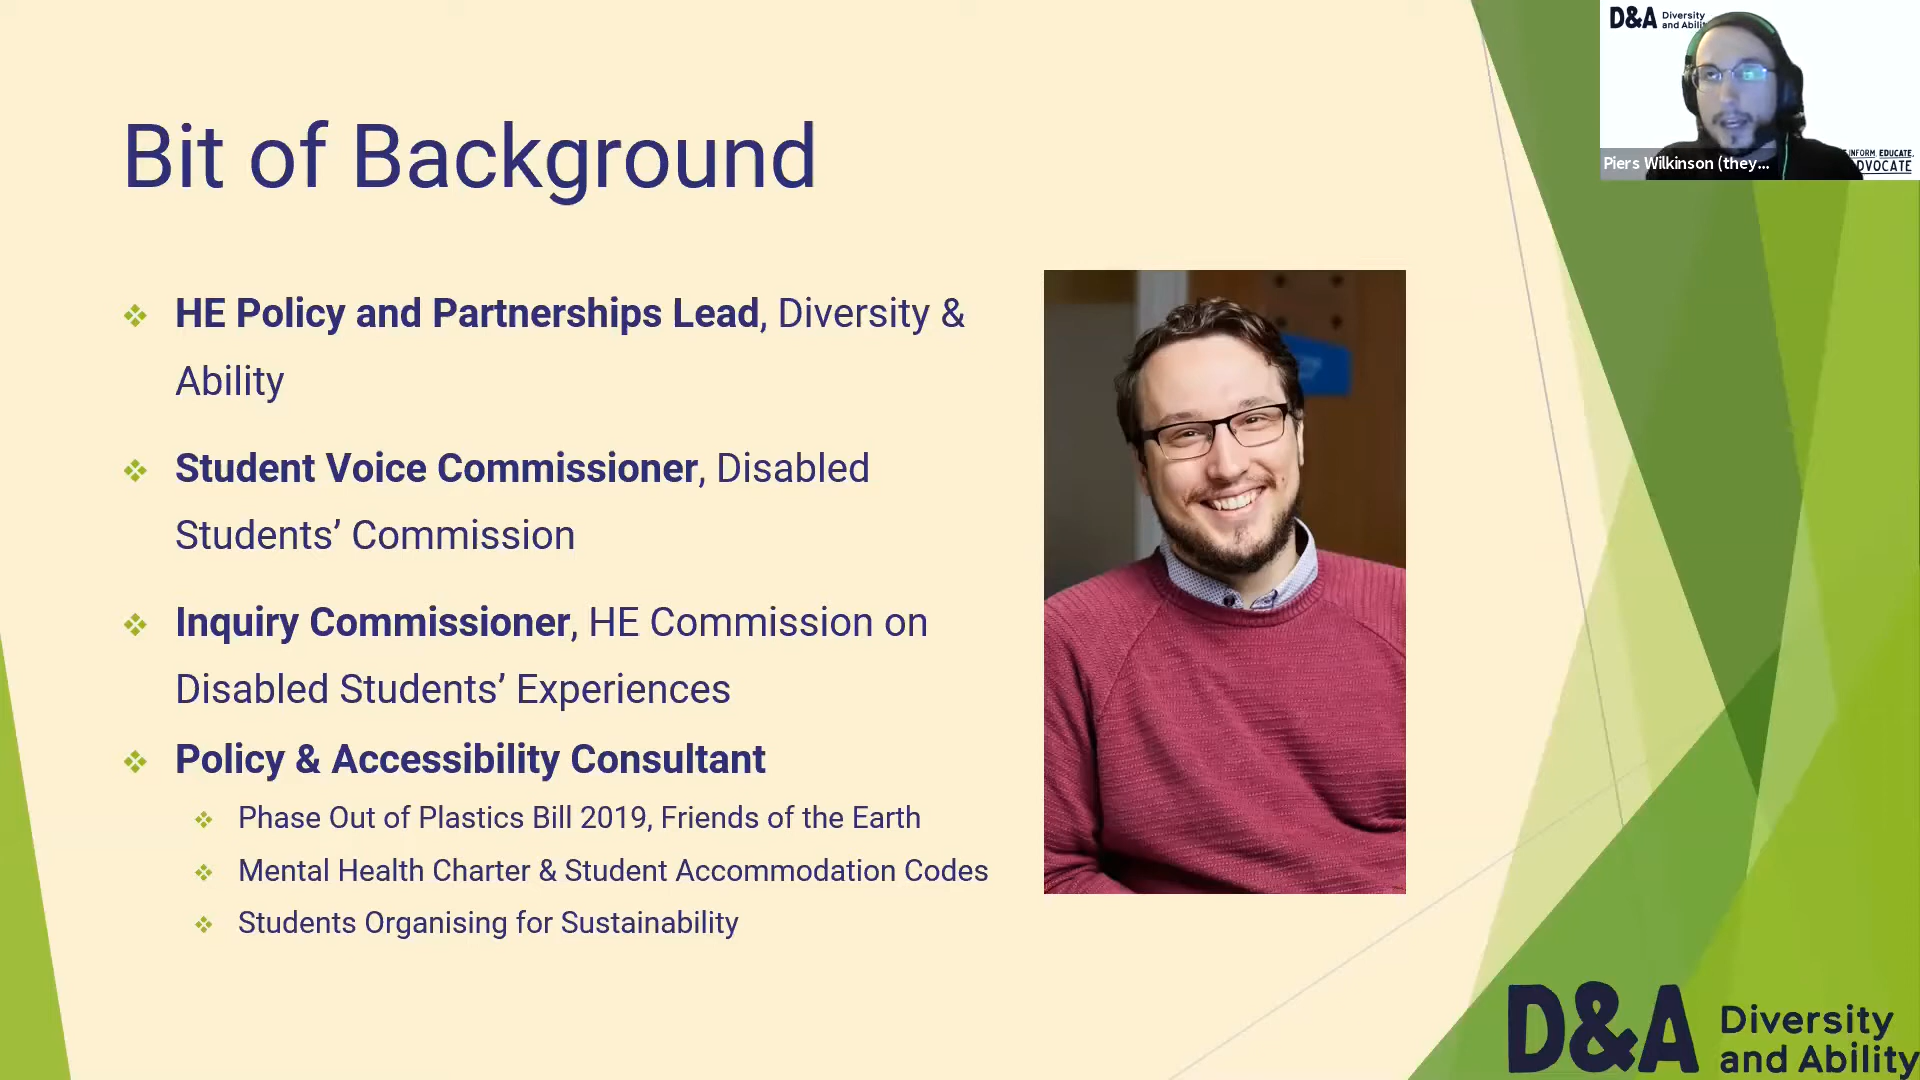 Bit of Background
HE Policy and Partnerships Lead, Diversity &
Ability
Student Voice Commissioner, Disabled
Students’ Commission
Inquiry Commissioner, HE Commission on
Disabled Students’ Experiences
Policy & Accessibility Consultant
Phase Out of Plastics Bill 2019, Friends of the Earth
Mental Health Charter & Student Accommodation Codes
Students Organising for Sustainability
D&A Diversity
and Ability
INFORM. EDUCATE.
Piers Wilkinson (they...
D&A Diversity
and Ability